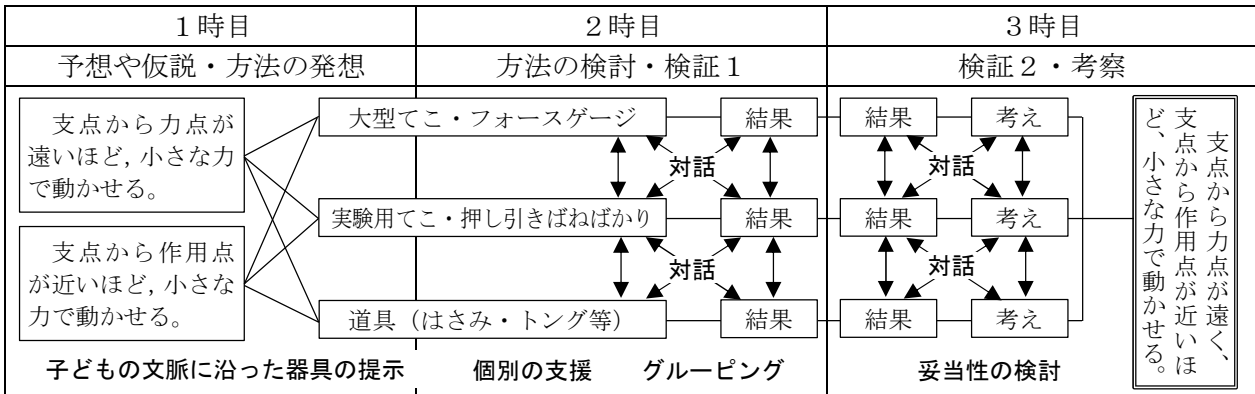 1時目
2時目
3時目
予想や仮説・方法の発想
方法の検討・検証1
検証2・考察
支点から力点が
遠いほど,小さな力
で動かせる。
支点から作用点
が近いほど,小さな
力で動かせる。
大型てこ・フォースゲージ
結果
結果
考え
対話
対話
実験用てこ・押し引きばねばかり
結果
結果
考え
対話
対話
道具(はさみ・トング等)
結果
結果
考え
支点から力点が遠く、
支点から作用点が近いほ
ど、小さな力で動かせる。
子どもの文脈に沿った器具の提示
個別の支援
グルーピング
妥当性の検討